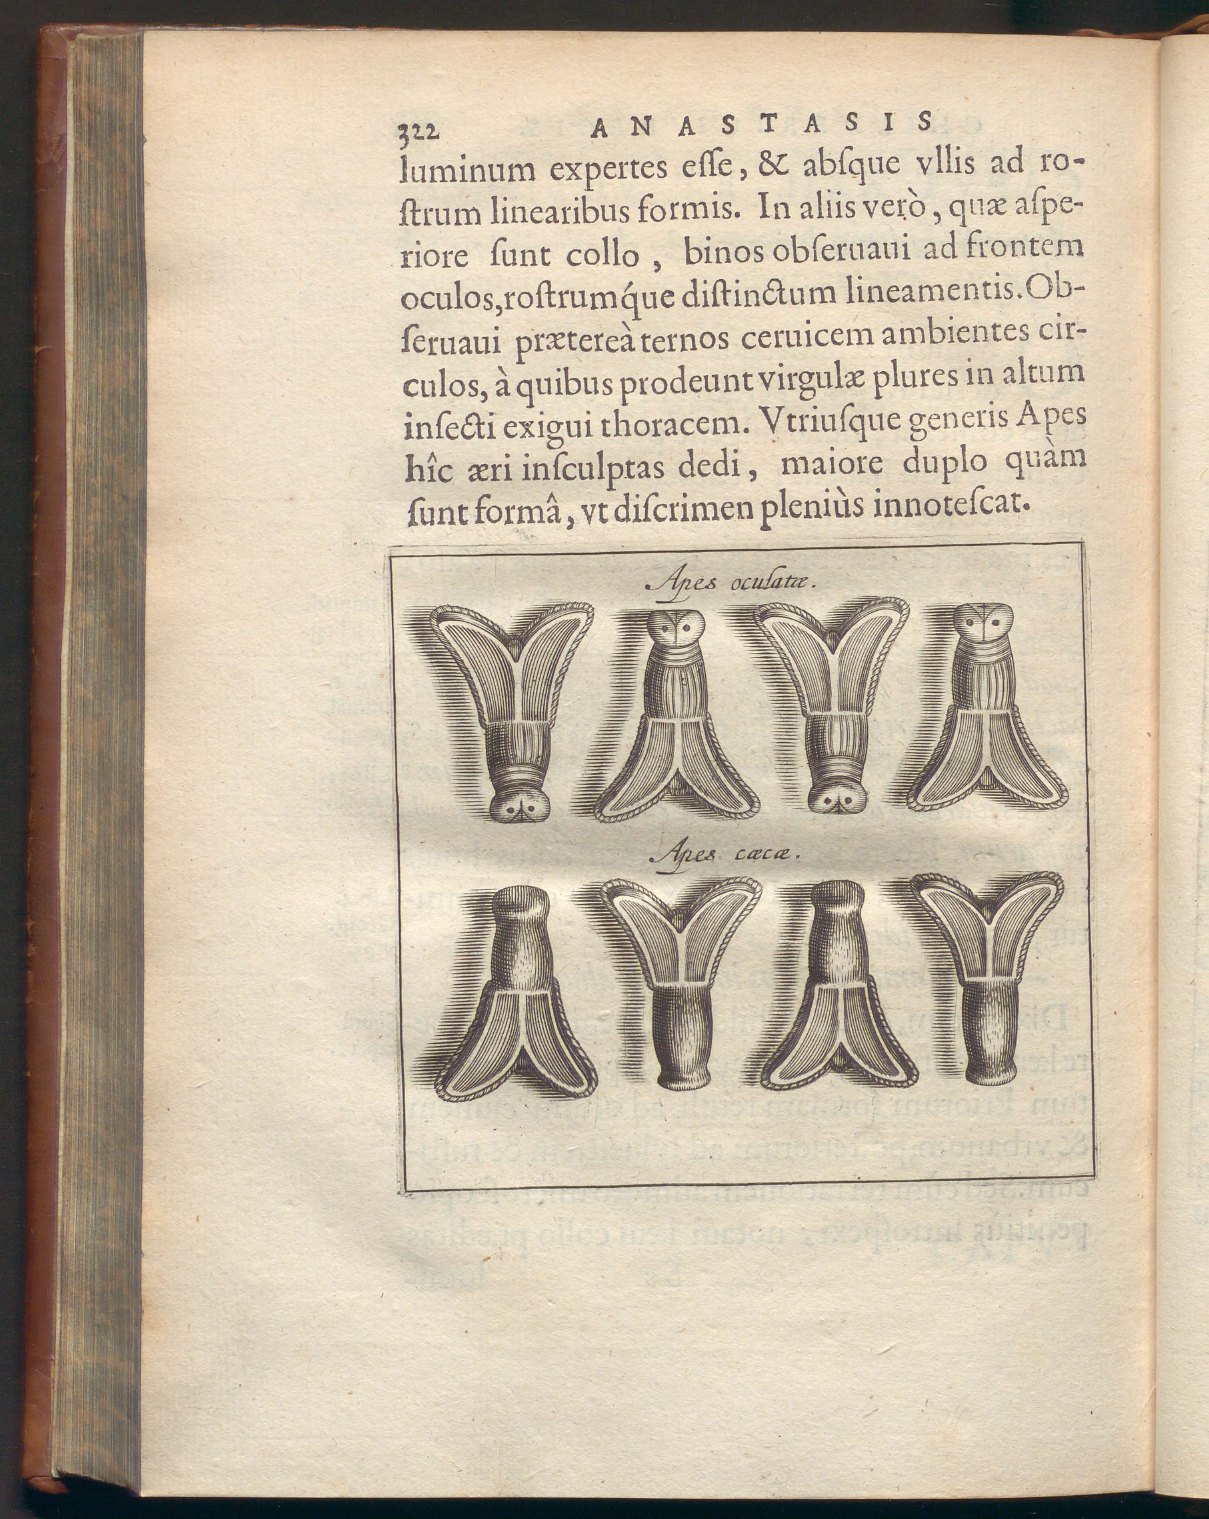 322 ANASTASIS
luminum expertes eſſe, & abſque vllis ad ro-
ſtrum linearibus formis. In aliis verò, quæ aſpe-
riore ſunt collo, binos obſeruaui ad frontem
oculos, roſtrumq́ue diſtinctum lineamentis. Ob-
ſeruaui prætereà ternos ceruicem ambientes cir-
culos, à quibus prodeunt virgulæ plures in altum
inſecti exigui thoracem. Vtriuſque generis Apes
hîc æri inſculptas dedi, maiore duplo quàm
ſunt formâ, vt diſcrimen pleniùs innoteſcat.
Apes oculatæ.
Apes cæcæ.